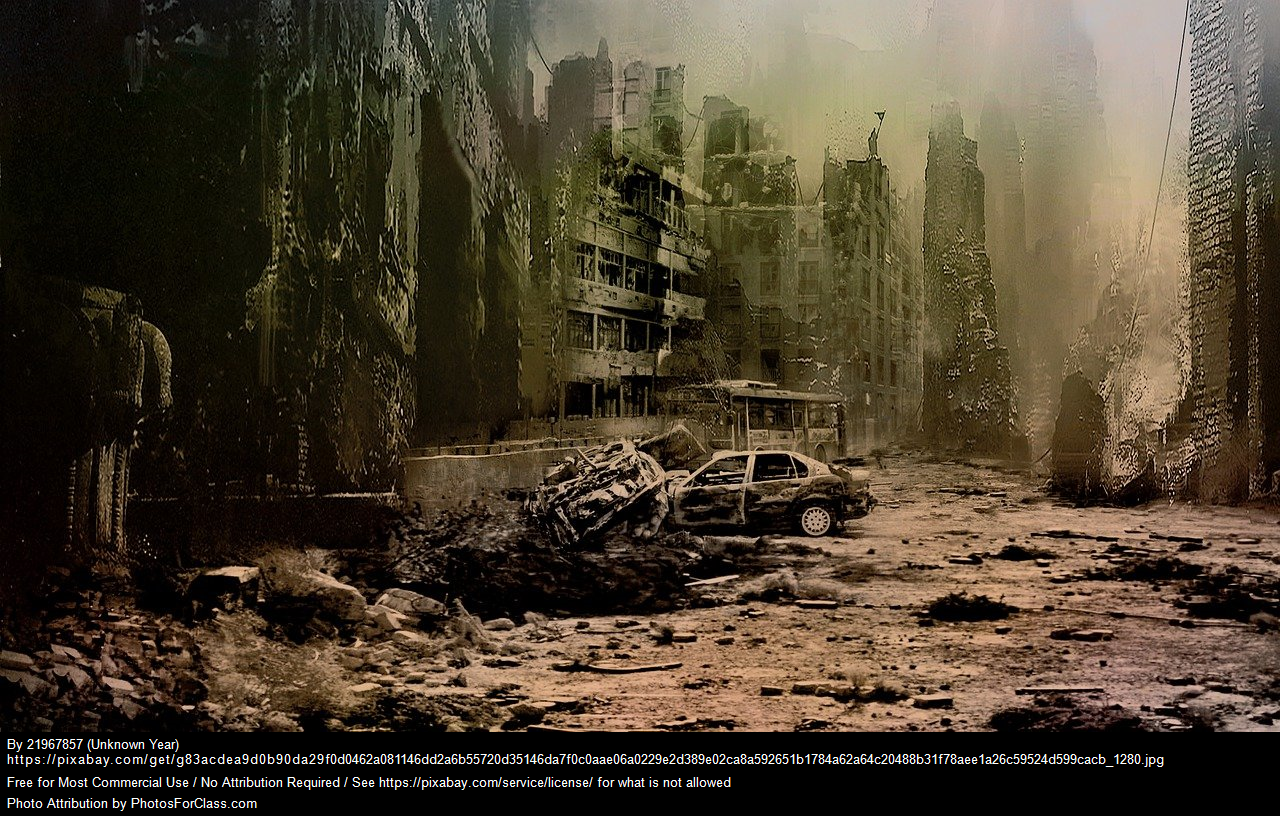 By 21967857 (Unknown Year)
https://pixabay.com/get/g83acdea9d0b90da29f0d0462a081146dd2a6b55720d35146da7f0c0aae06a0229e2d389e02ca8a592651b1784a62a64c20488b31f78aee1a26c59524d599cacb_1280.jpg
Free for Most Commercial Use / No Attribution Required / See https://pixabay.com/service/license/ for what is not allowed
Photo Attribution by PhotosForClass.com